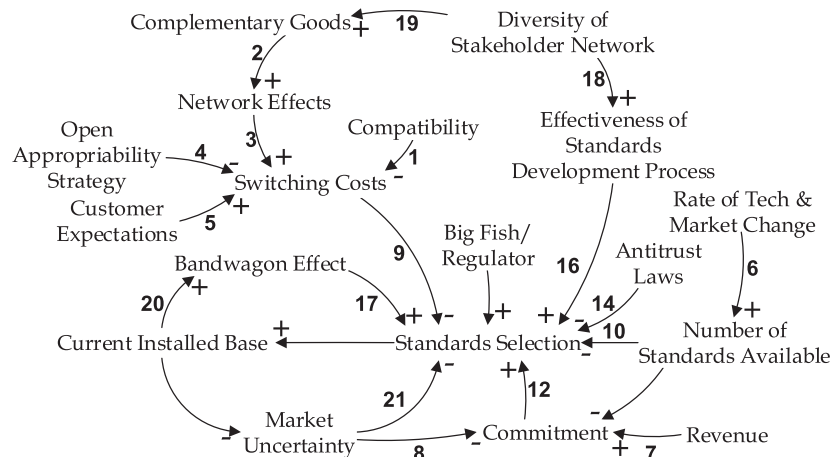 Complementary Goods
+
19
Diversity of
Stakeholder Network
2
+
Network Effects
18
+
Effectiveness of
Standards
Development Process
Open
Appropriability
Strategy
4
-
3
+
Compatibility
1
-
Switching Costs
Customer
Expectations
5
+
Rate of Tech &
Market Change
6
+
Big Fish/
Regulator
+
9
-
16
+
Antitrust
Laws
14
-
Bandwagon Effect
20
+
17
+
Current Installed Base
+
Standards Selection
10
-
Number of
Standards Available
-
21
-
12
+
Market
Uncertainty
-
8
-
Commitment
+
7
Revenue